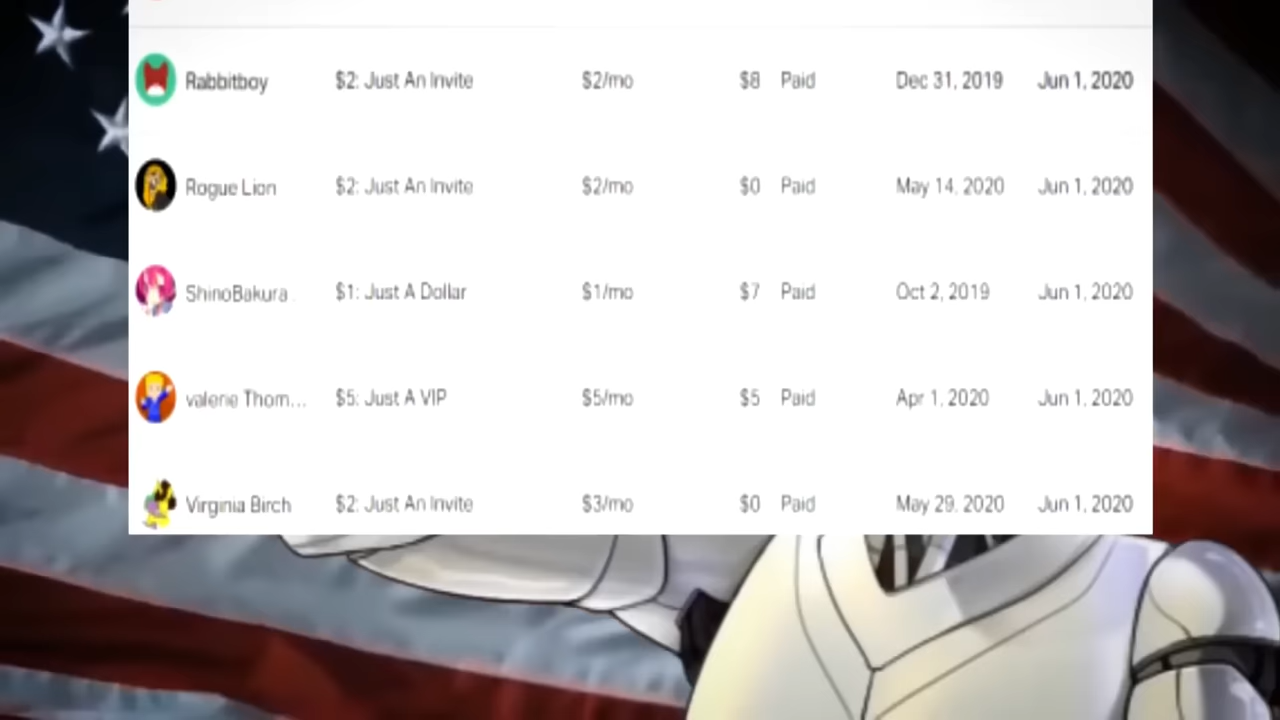 Rabbitboy $2: Just An Invite $2/mo $8 Paid Dec 31, 2019 Jun 1, 2020
Rogue Lion $2: Just An Invite $2/mo $0 Paid May 14, 2020 Jun 1, 2020
ShinoBakura $1: Just A Dollar $1/mo $7 Paid Oct 2, 2019 Jun 1, 2020
valerie Thom... $5: Just A VIP $5/mo $5 Paid Apr 1, 2020 Jun 1, 2020
Virginia Birch $2: Just An Invite $3/mo $0 Paid May 29, 2020 Jun 1, 2020